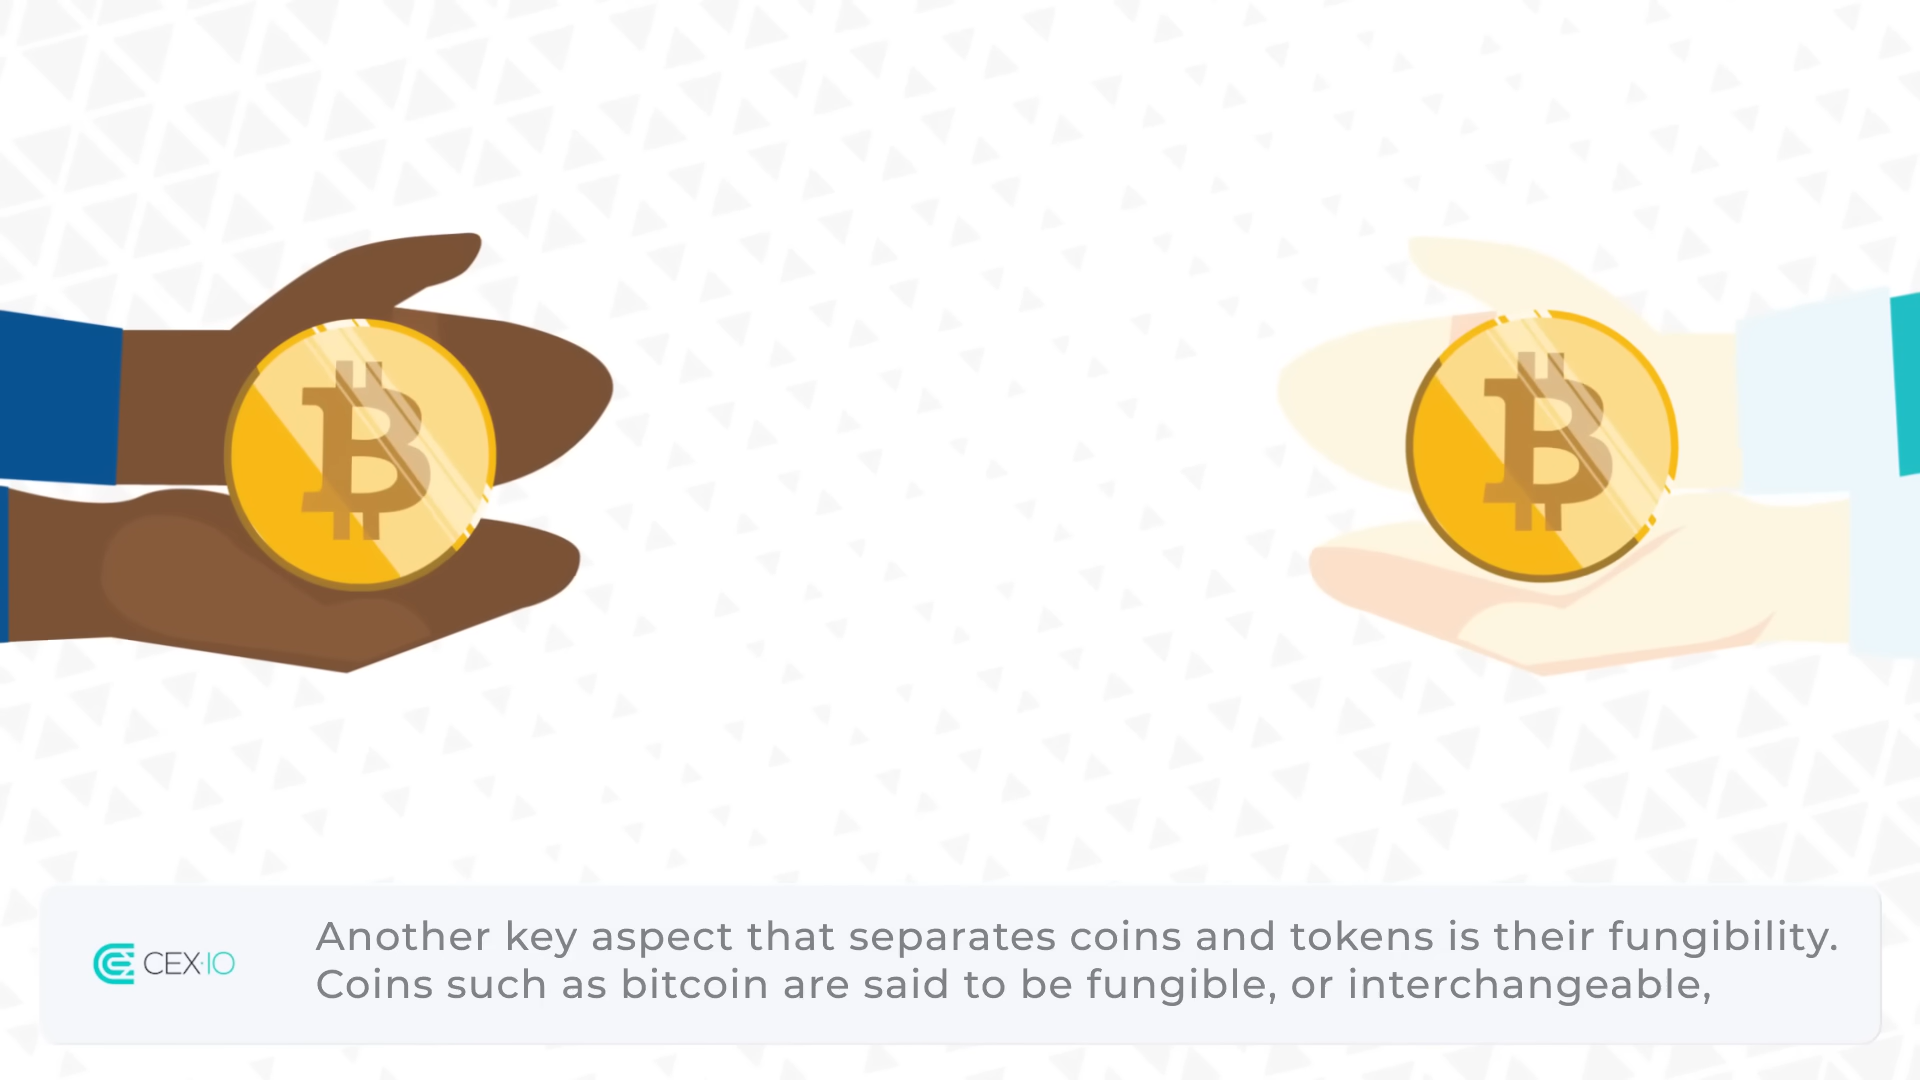 CEX·IO
Another key aspect that separates coins and tokens is their fungibility.
Coins such as bitcoin are said to be fungible, or interchangeable,